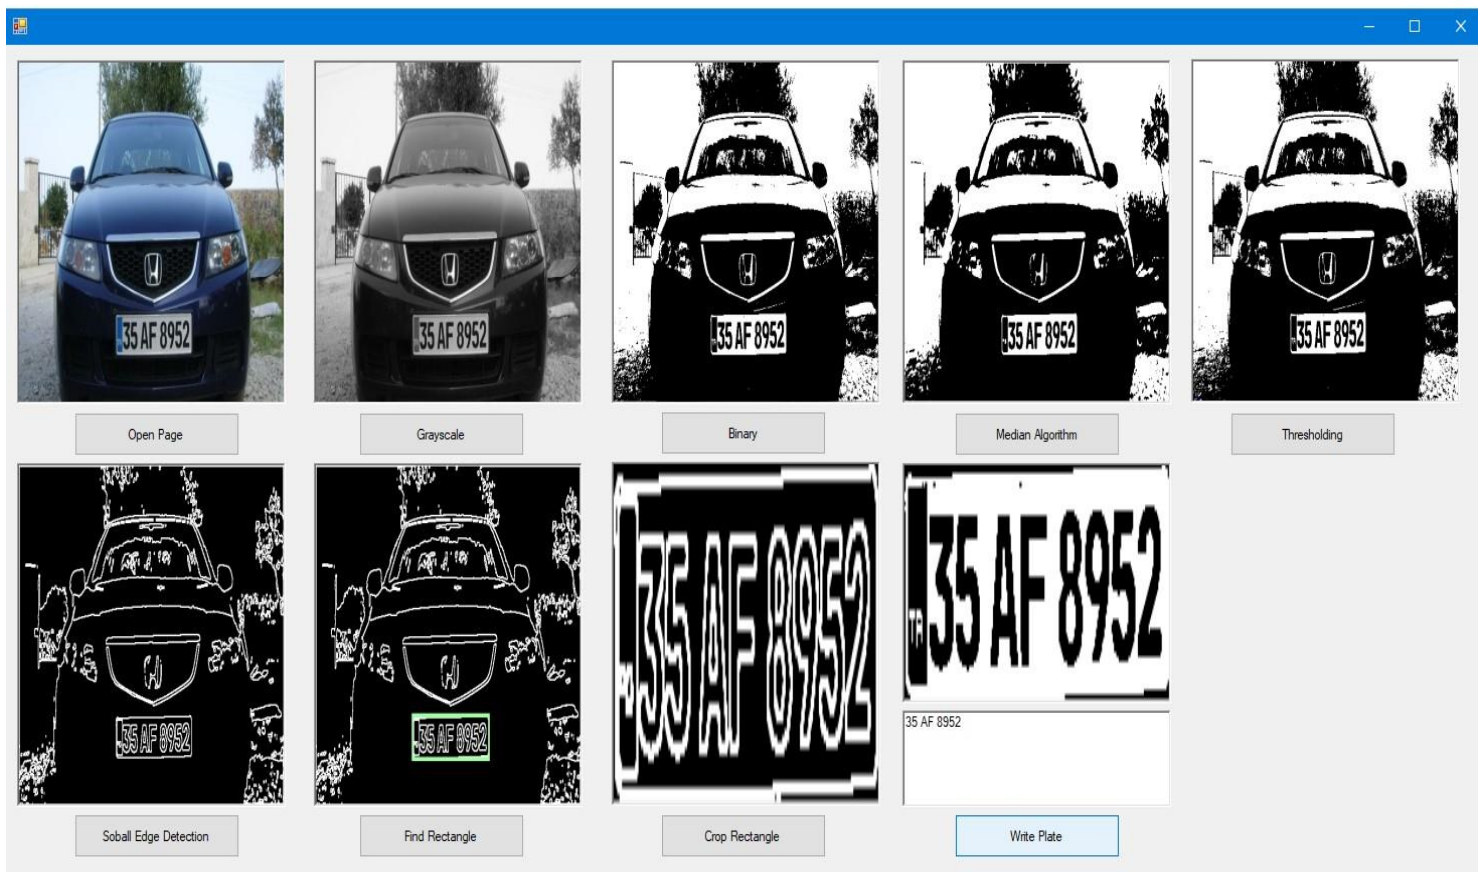 35 AF 8952
35 AF 8952
35 AF 8952
35 AF 8952
35 AF 8952
Open Page
Grayscale
Binary
Median Algorithm
Thresholding
35 AF 8952
35 AF 8952
35 AF 8952
TR
35 AF 8952
35 AF 8952
Soball Edge Detection
Find Rectangle
Crop Rectangle
Write Plate